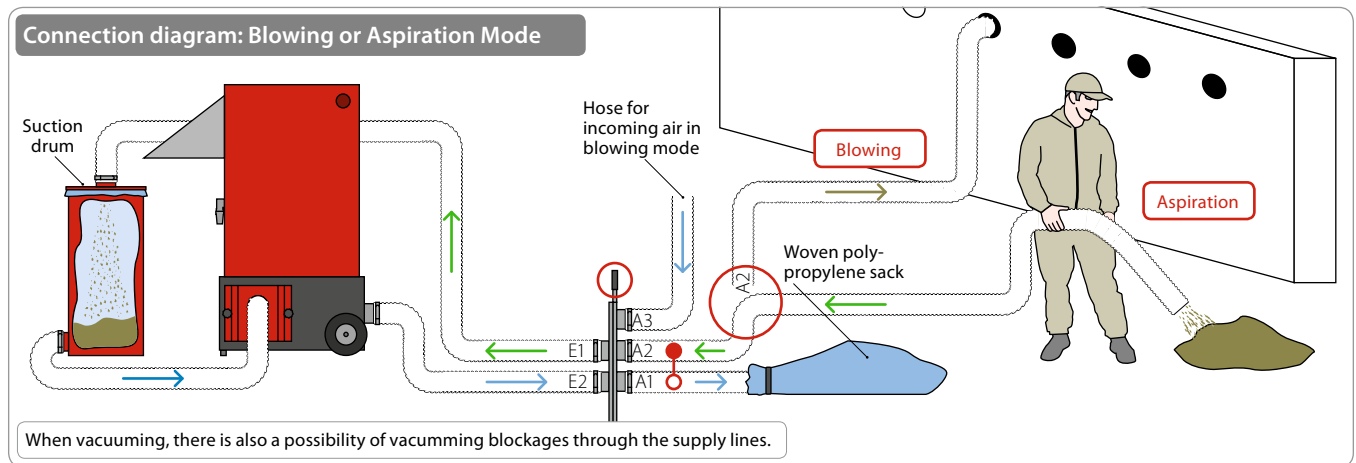 Connection diagram: Blowing or Aspiration Mode
Suction
drum
Hose for
incoming air in
blowing mode
Blowing
Aspiration
Woven poly-
propylene sack
A2
A3
E1 A2
E2 A1
When vacuuming, there is also a possibility of vacumming blockages through the supply lines.